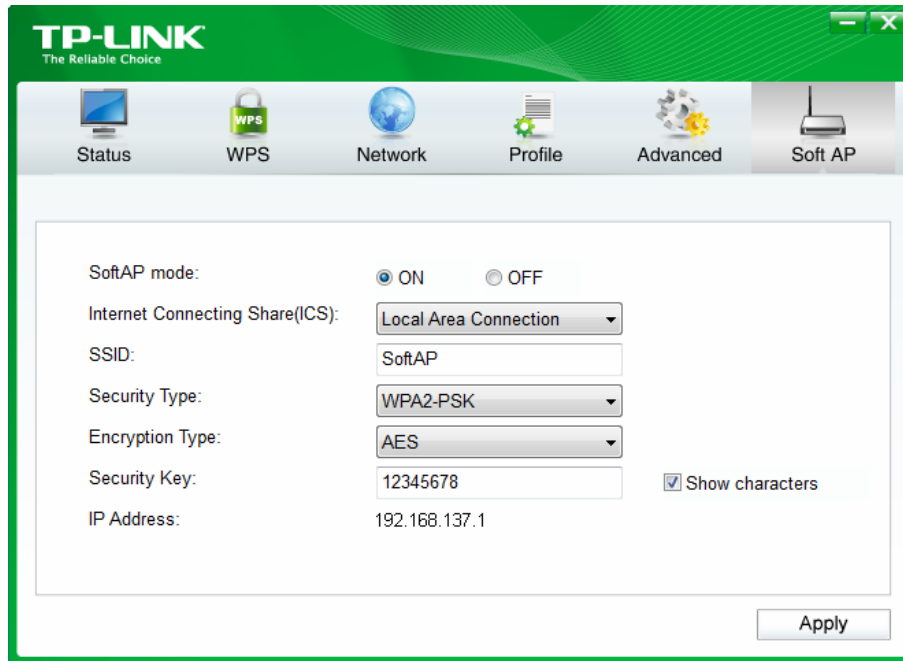 TP-LINK
The Reliable Choice
WPS
Status WPS Network Profile Advanced Soft AP
SoftAP mode: ON OFF
Internet Connecting Share(ICS): Local Area Connection
SSID: SoftAP
Security Type: WPA2-PSK
Encryption Type: AES
Security Key: 12345678 Show characters
IP Address: 192.168.137.1
Apply